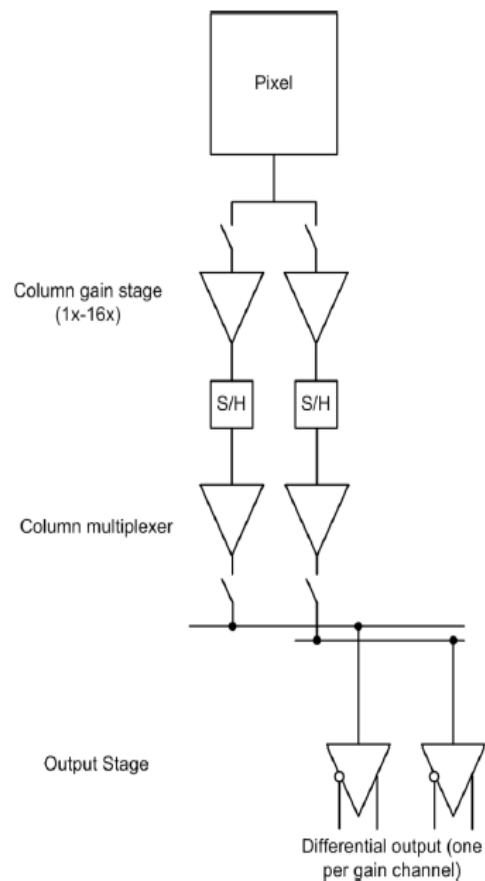 Pixel
Column gain stage
(1x-16x)
S/H
S/H
Column multiplexer
Output Stage
Differential output (one
per gain channel)